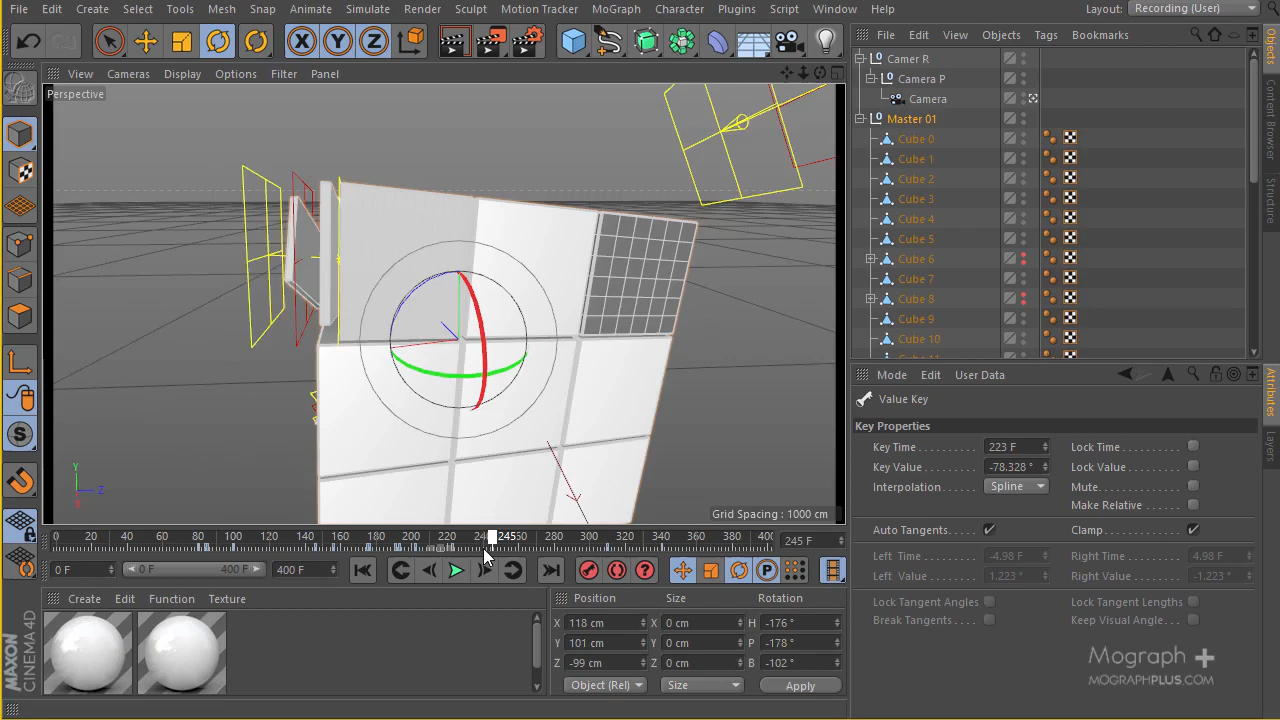 File Edit Create Select Tools Mesh Snap Animate Simulate Render Sculpt Motion Tracker MoGraph Character Plugins Script Window Help Layout: Recording (User)
X Y Z
View Cameras Display Options Filter Panel
Perspective
Y
Z
X
Grid Spacing : 1000 cm
0 20 40 60 80 100 120 140 160 180 200 220 245 260 280 300 320 340 360 380 400 245 F
0 F 0 F 400 F 400 F
P
Create Edit Function Texture
Position Size Rotation
X 118 cm X 0 cm H -176 °
Y 101 cm Y 0 cm P -178 °
Z -99 cm Z 0 cm B -102 °
Object (Rel) Size Apply
MAXON
CINEMA 4D
File Edit View Objects Tags Bookmarks
Camer R
Camera P
Camera
Master 01
Cube 0
Cube 1
Cube 2
Cube 3
Cube 4
Cube 5
Cube 6
Cube 7
Cube 8
Cube 9
Cube 10
Mode Edit User Data
Value Key
Key Properties
Key Time 223 F Lock Time
Key Value -78.328 ° Lock Value
Interpolation Spline Mute
Make Relative
Auto Tangents Clamp
Left Time -4.98 F Right Time 4.98 F
Left Value 1.223 ° Right Value -1.223 °
Lock Tangent Angles Lock Tangent Lengths
Break Tangents Keep Visual Angle
Mograph +
MOGRAPHPLUS.COM
Objects
Content Browser
Structure
Attributes
Layers